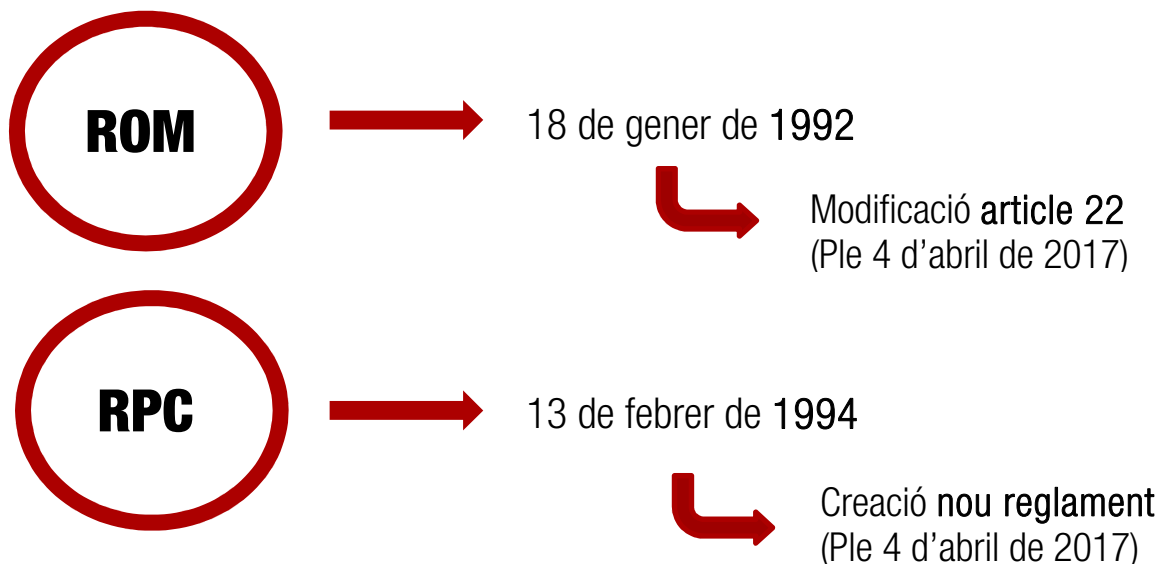 ROM
18 de gener de 1992
Modificació article 22
(Ple 4 d'abril de 2017)
RPC
13 de febrer de 1994
Creació nou reglament
(Ple 4 d'abril de 2017)